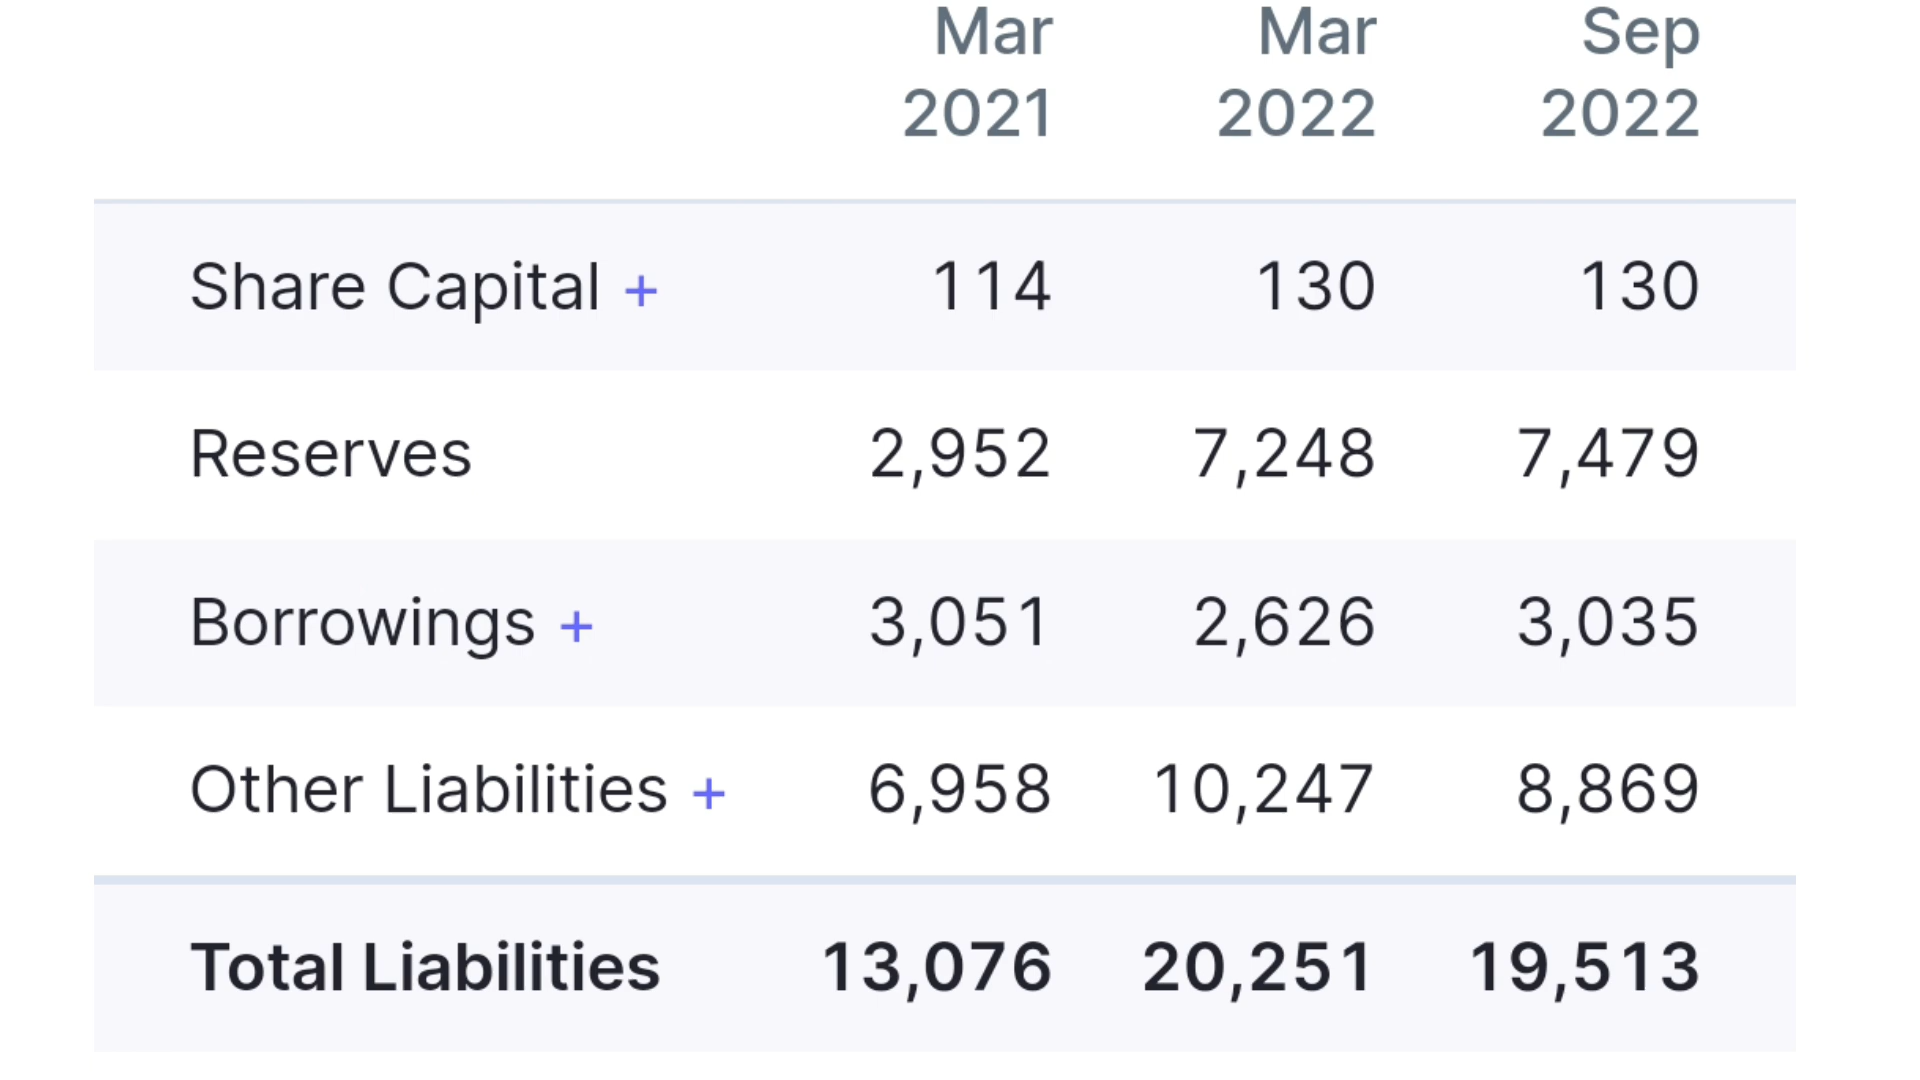 Mar Mar Sep
2021 2022 2022
Share Capital + 114 130 130
Reserves 2,952 7,248 7,479
Borrowings + 3,051 2,626 3,035
Other Liabilities + 6,958 10,247 8,869
Total Liabilities 13,076 20,251 19,513